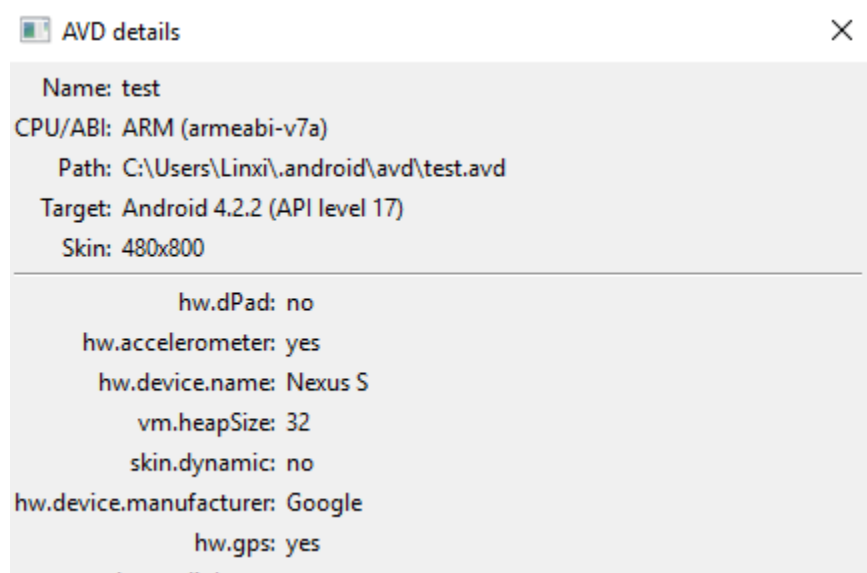 AVD details
Name: test
CPU/ABI: ARM (armeabi-v7a)
Path: C:\Users\Linxi\.android\avd\test.avd
Target: Android 4.2.2 (API level 17)
Skin: 480x800
hw.dPad: no
hw.accelerometer: yes
hw.device.name: Nexus S
vm.heapSize: 32
skin.dynamic: no
hw.device.manufacturer: Google
hw.gps: yes